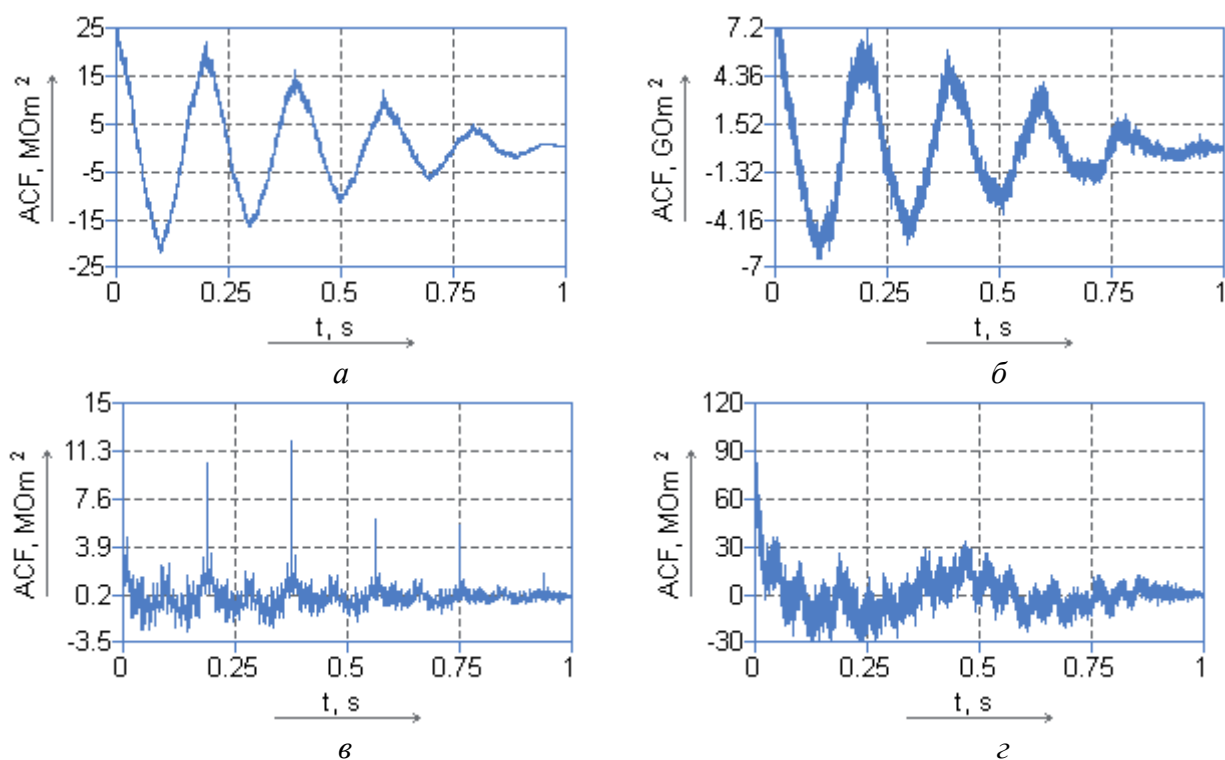 25
15
5
-5
-15
-25
ACF, MOm ²
0 0.25 0.5 0.75 1
t, s
а
7.2
4.36
1.52
-1.32
-4.16
-7
ACF, GOm ²
0 0.25 0.5 0.75 1
t, s
б
15
11.3
7.6
3.9
0.2
-3.5
ACF, MOm ²
0 0.25 0.5 0.75 1
t, s
в
120
90
60
30
0
-30
ACF, MOm ²
0 0.25 0.5 0.75 1
t, s
г